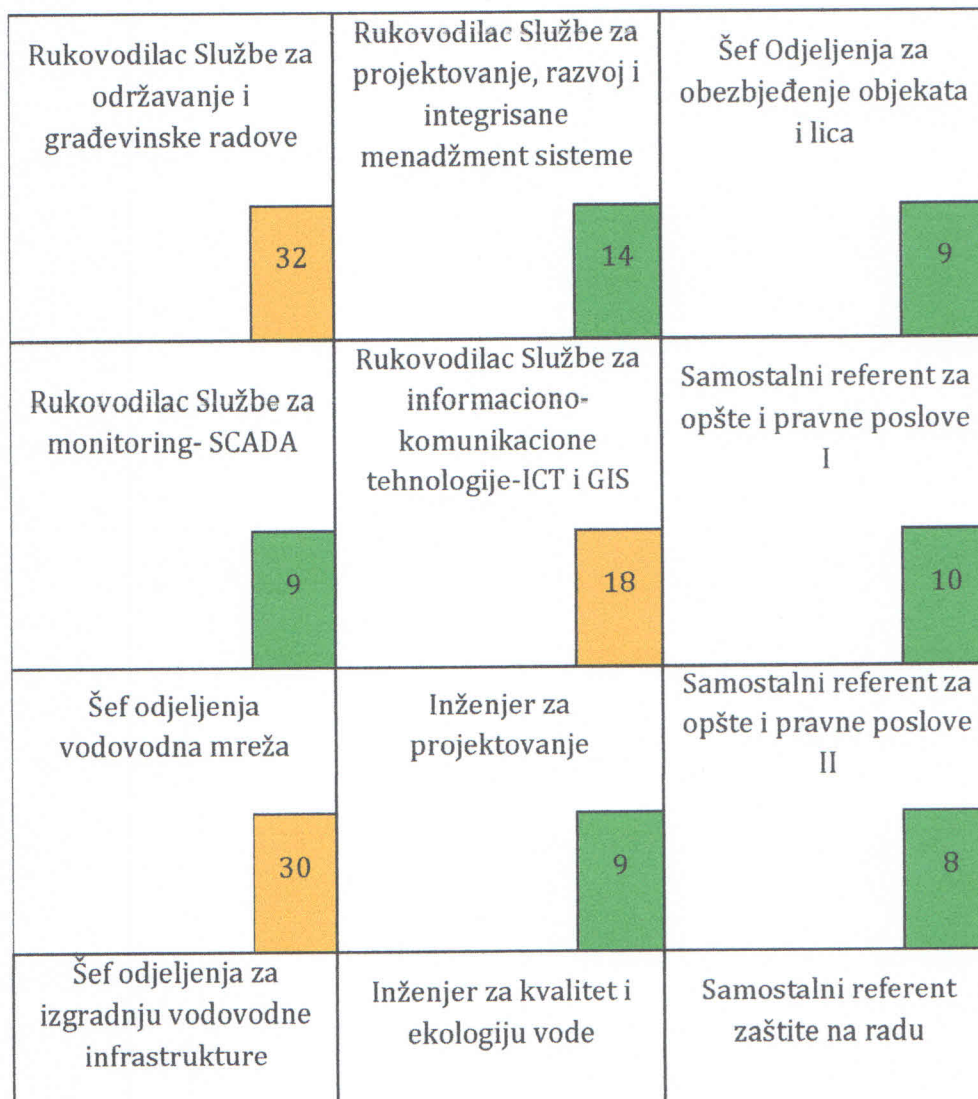 Rukovodilac Službe za
održavanje i
građevinske radove
32
Rukovodilac Službe za
projektovanje, razvoj i
integrisane
menadžment sisteme
14
Šef Odjeljenja za
obezbjeđenje objekata
i lica
9
Rukovodilac Službe za
monitoring- SCADA
9
Rukovodilac Službe za
informaciono-
komunikacione
tehnologije-ICT i GIS
18
Samostalni referent za
opšte i pravne poslove
I
10
Šef odjeljenja
vodovodna mreža
30
Inženjer za
projektovanje
9
Samostalni referent za
opšte i pravne poslove
II
8
Šef odjeljenja za
izgradnju vodovodne
infrastrukture
Inženjer za kvalitet i
ekologiju vode
Samostalni referent
zaštite na radu